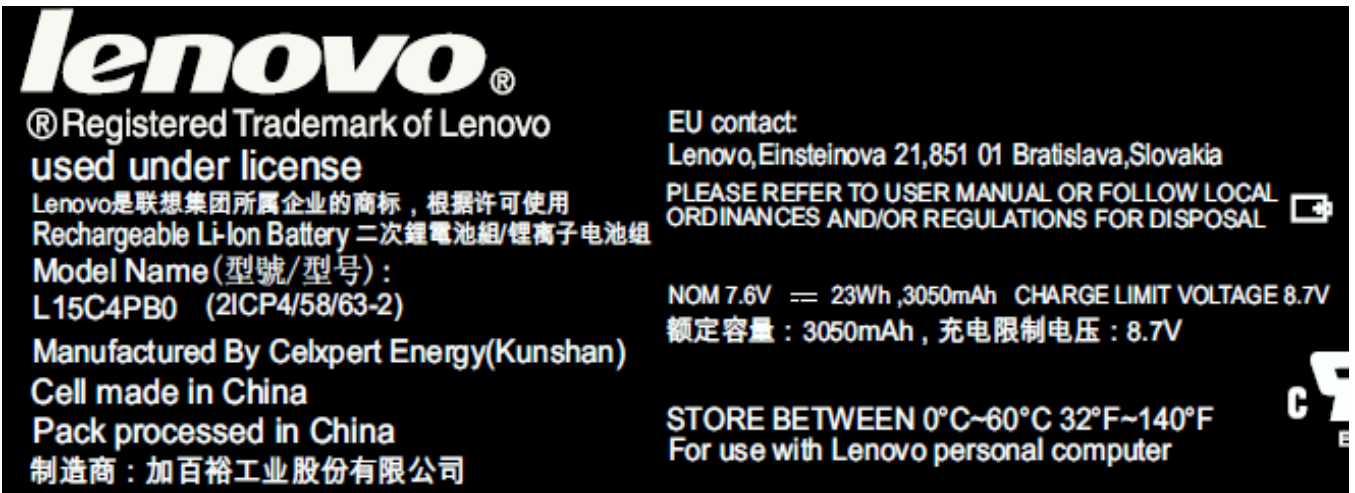 lenovo®
®Registered Trademark of Lenovo
used under license
Lenovo是联想集团所属企业的商标，根据许可使用
Rechargeable Li-Ion Battery 二次鋰電池組/锂离子电池组
Model Name(型號/型号)：
L15C4PB0 (2ICP4/58/63-2)
Manufactured By Celxpert Energy(Kunshan)
Cell made in China
Pack processed in China
制造商：加百裕工业股份有限公司
EU contact:
Lenovo,Einsteinova 21,851 01 Bratislava,Slovakia
PLEASE REFER TO USER MANUAL OR FOLLOW LOCAL
ORDINANCES AND/OR REGULATIONS FOR DISPOSAL
NOM 7.6V ⎓ 23Wh ,3050mAh CHARGE LIMIT VOLTAGE 8.7V
额定容量：3050mAh，充电限制电压：8.7V
STORE BETWEEN 0°C~60°C 32°F~140°F
For use with Lenovo personal computer
C